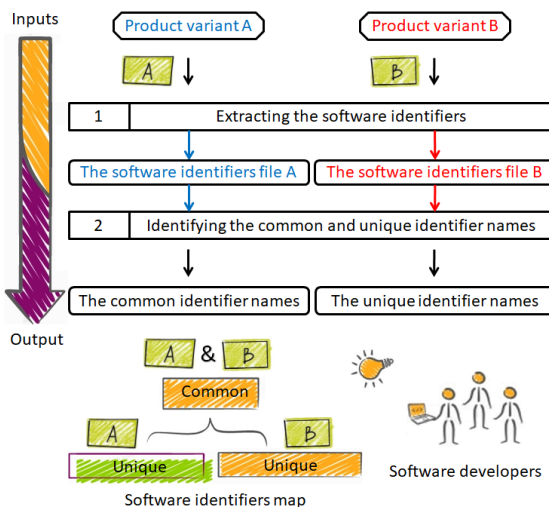 Inputs
Product variant A
Product variant B
A
B
1
Extracting the software identifiers
The software identifiers file A
The software identifiers file B
2
Identifying the common and unique identifier names
The common identifier names
The unique identifier names
Output
A & B
Common
A
B
Unique
Unique
Software developers
Software identifiers map